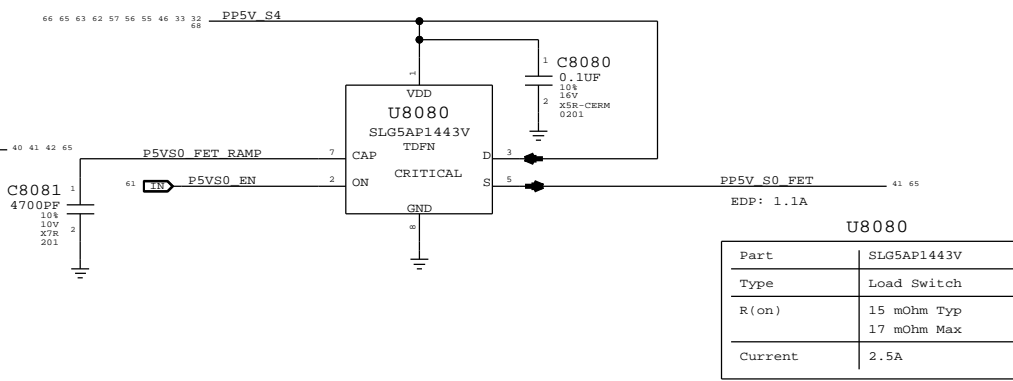 66 65 63 62 57 56 55 46 33 32
68
PP5V_S4
1
C8080
0.1UF
10%
16V
X5R-CERM
0201
2
1
VDD
U8080
SLG5AP1443V
TDFN
CRITICAL
40 41 42 65
P5VS0_FET_RAMP
7
CAP
D
3
61
IN
P5VS0_EN
2
ON
S
5
PP5V_S0_FET
41 65
EDP: 1.1A
C8081
1
4700PF
10%
10V
X7R
201
2
GND
8
U8080
Part SLG5AP1443V
Type Load Switch
R(on) 15 mOhm Typ
17 mOhm Max
Current 2.5A